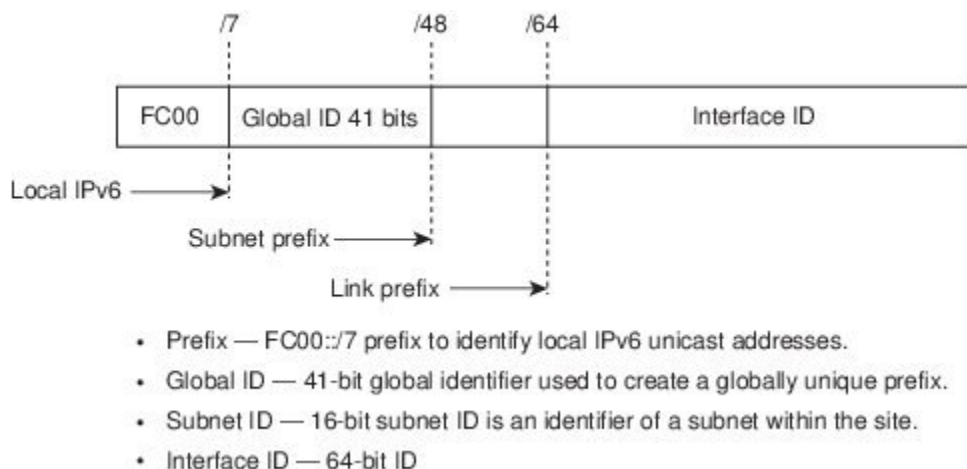 /7 /48 /64
FC00 Global ID 41 bits Interface ID
Local IPv6
Subnet prefix
Link prefix
• Prefix — FC00::/7 prefix to identify local IPv6 unicast addresses.
• Global ID — 41-bit global identifier used to create a globally unique prefix.
• Subnet ID — 16-bit subnet ID is an identifier of a subnet within the site.
• Interface ID — 64-bit ID